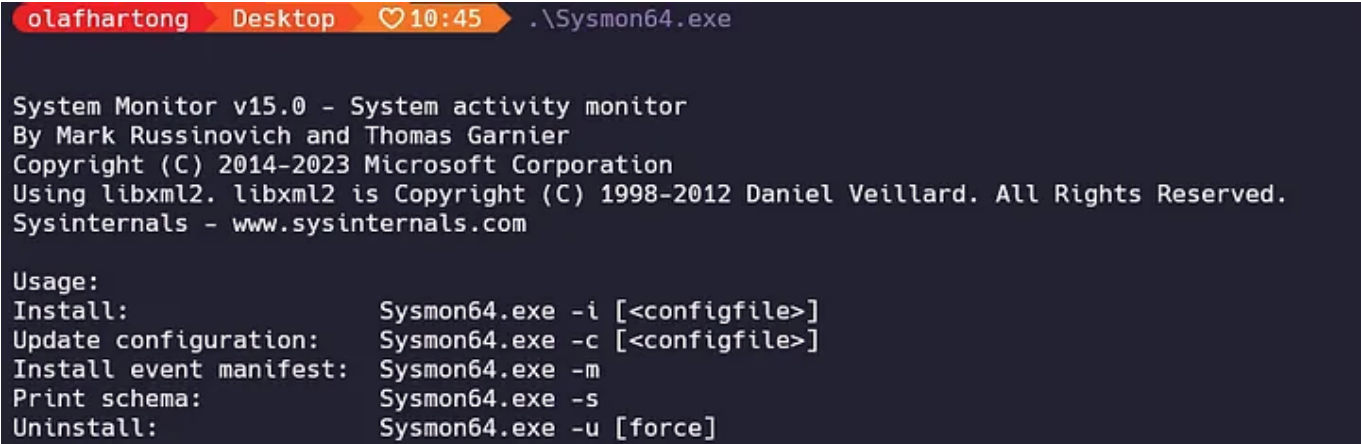 olafhartong Desktop ♡10:45 .\Sysmon64.exe
System Monitor v15.0 - System activity monitor
By Mark Russinovich and Thomas Garnier
Copyright (C) 2014-2023 Microsoft Corporation
Using libxml2. libxml2 is Copyright (C) 1998-2012 Daniel Veillard. All Rights Reserved.
Sysinternals - www.sysinternals.com
Usage:
Install: Sysmon64.exe -i [<configfile>]
Update configuration: Sysmon64.exe -c [<configfile>]
Install event manifest: Sysmon64.exe -m
Print schema: Sysmon64.exe -s
Uninstall: Sysmon64.exe -u [force]